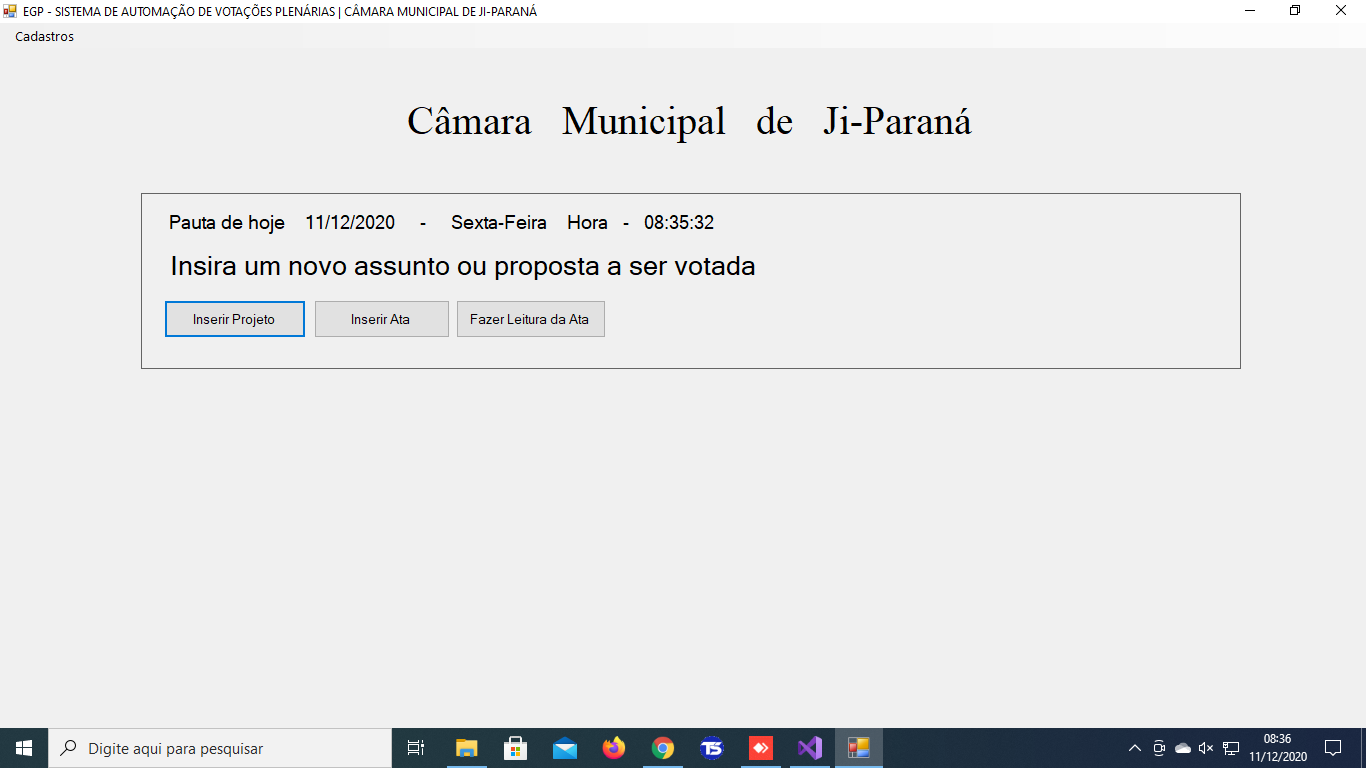 EGP - SISTEMA DE AUTOMAÇÃO DE VOTAÇÕES PLENÁRIAS | CÂMARA MUNICIPAL DE JI-PARANÁ
Cadastros
Câmara Municipal de Ji-Paraná
Pauta de hoje 11/12/2020 - Sexta-Feira Hora - 08:35:32
Insira um novo assunto ou proposta a ser votada
Inserir Projeto Inserir Ata Fazer Leitura da Ata
Digite aqui para pesquisar
TS
08:36
11/12/2020